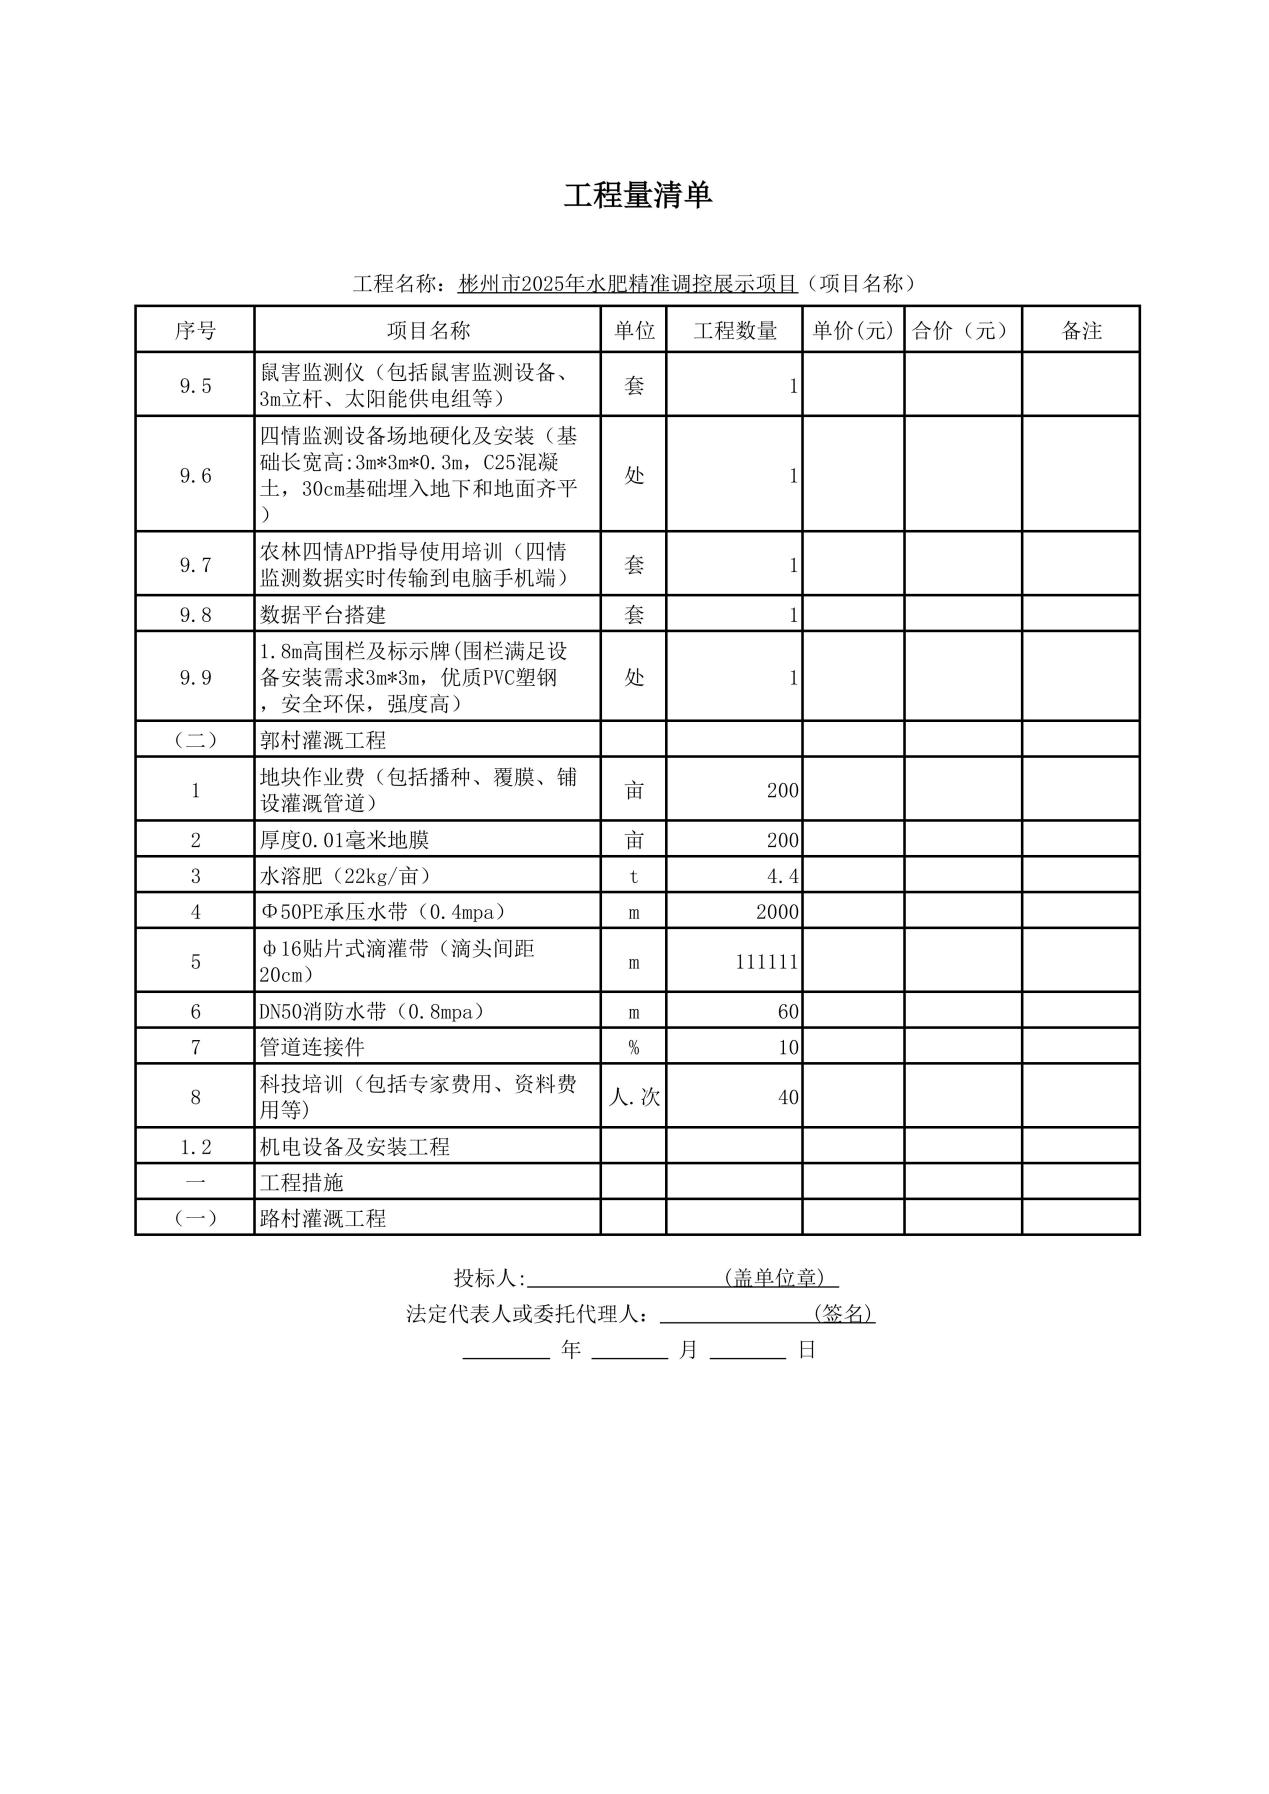 工程量清单
工程名称：彬州市2025年水肥精准调控展示项目（项目名称）
序号 项目名称 单位 工程数量 单价(元) 合价（元） 备注
9.5 鼠害监测仪（包括鼠害监测设备、
3m立杆、太阳能供电组等） 套 1
9.6 四情监测设备场地硬化及安装（基
础长宽高:3m*3m*0.3m，C25混凝
土，30cm基础埋入地下和地面齐平
） 处 1
9.7 农林四情APP指导使用培训（四情
监测数据实时传输到电脑手机端） 套 1
9.8 数据平台搭建 套 1
9.9 1.8m高围栏及标示牌(围栏满足设
备安装需求3m*3m，优质PVC塑钢
，安全环保，强度高） 处 1
（二） 郭村灌溉工程
1 地块作业费（包括播种、覆膜、铺
设灌溉管道） 亩 200
2 厚度0.01毫米地膜 亩 200
3 水溶肥（22kg/亩） t 4.4
4 Φ50PE承压水带（0.4mpa） m 2000
5 φ16贴片式滴灌带（滴头间距
20cm） m 111111
6 DN50消防水带（0.8mpa） m 60
7 管道连接件 % 10
8 科技培训（包括专家费用、资料费
用等) 人.次 40
1.2 机电设备及安装工程
一 工程措施
（一） 路村灌溉工程
投标人:（盖单位章）
法定代表人或委托代理人：（签名）
年 月 日